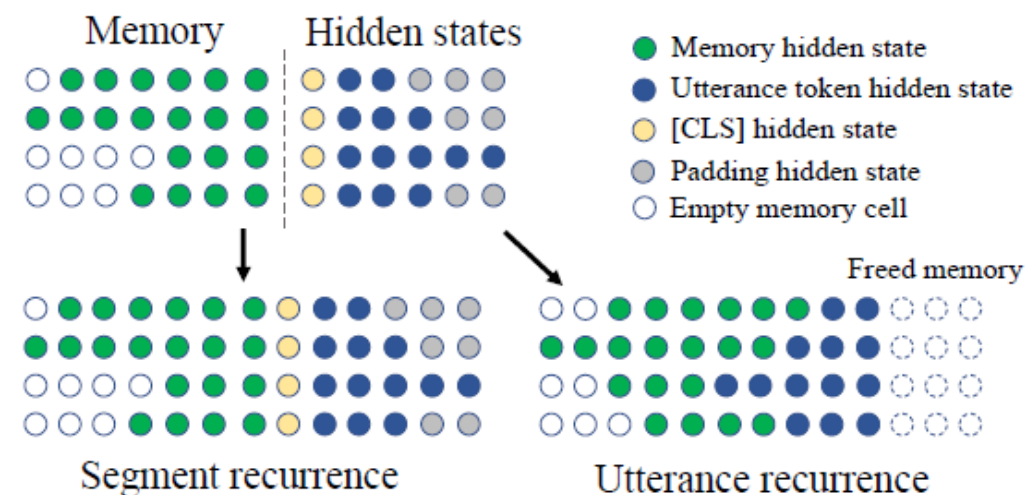 Memory
Hidden states
Memory hidden state
Utterance token hidden state
[CLS] hidden state
Padding hidden state
Empty memory cell
Freed memory
Segment recurrence
Utterance recurrence